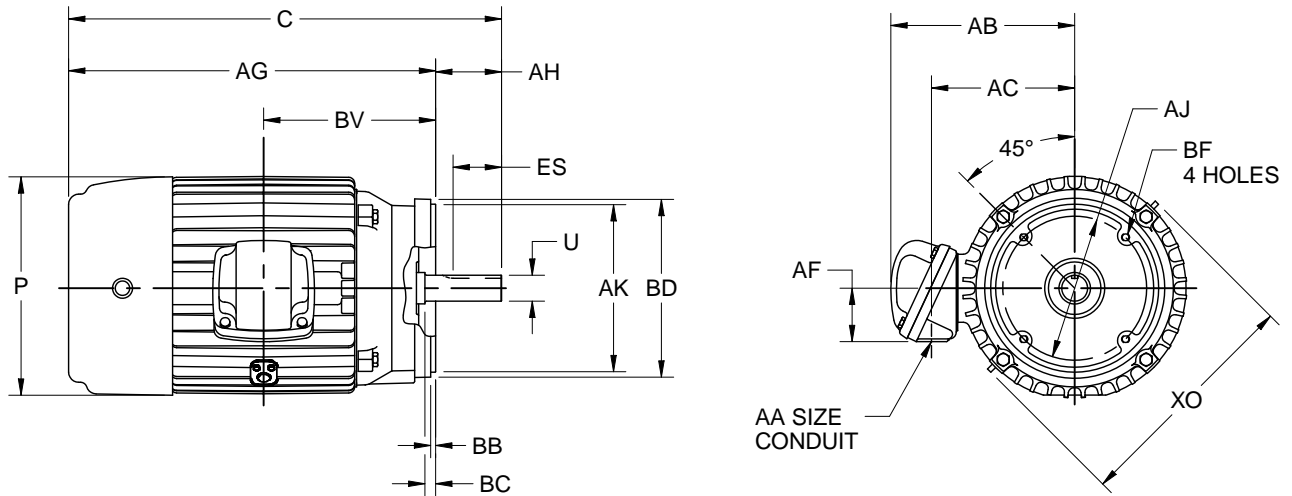 C
AG
AH
BV
ES
U
P
AK
BD
BB
BC
AB
AC
AJ
45°
BF
4 HOLES
AF
AA SIZE
CONDUIT
XO